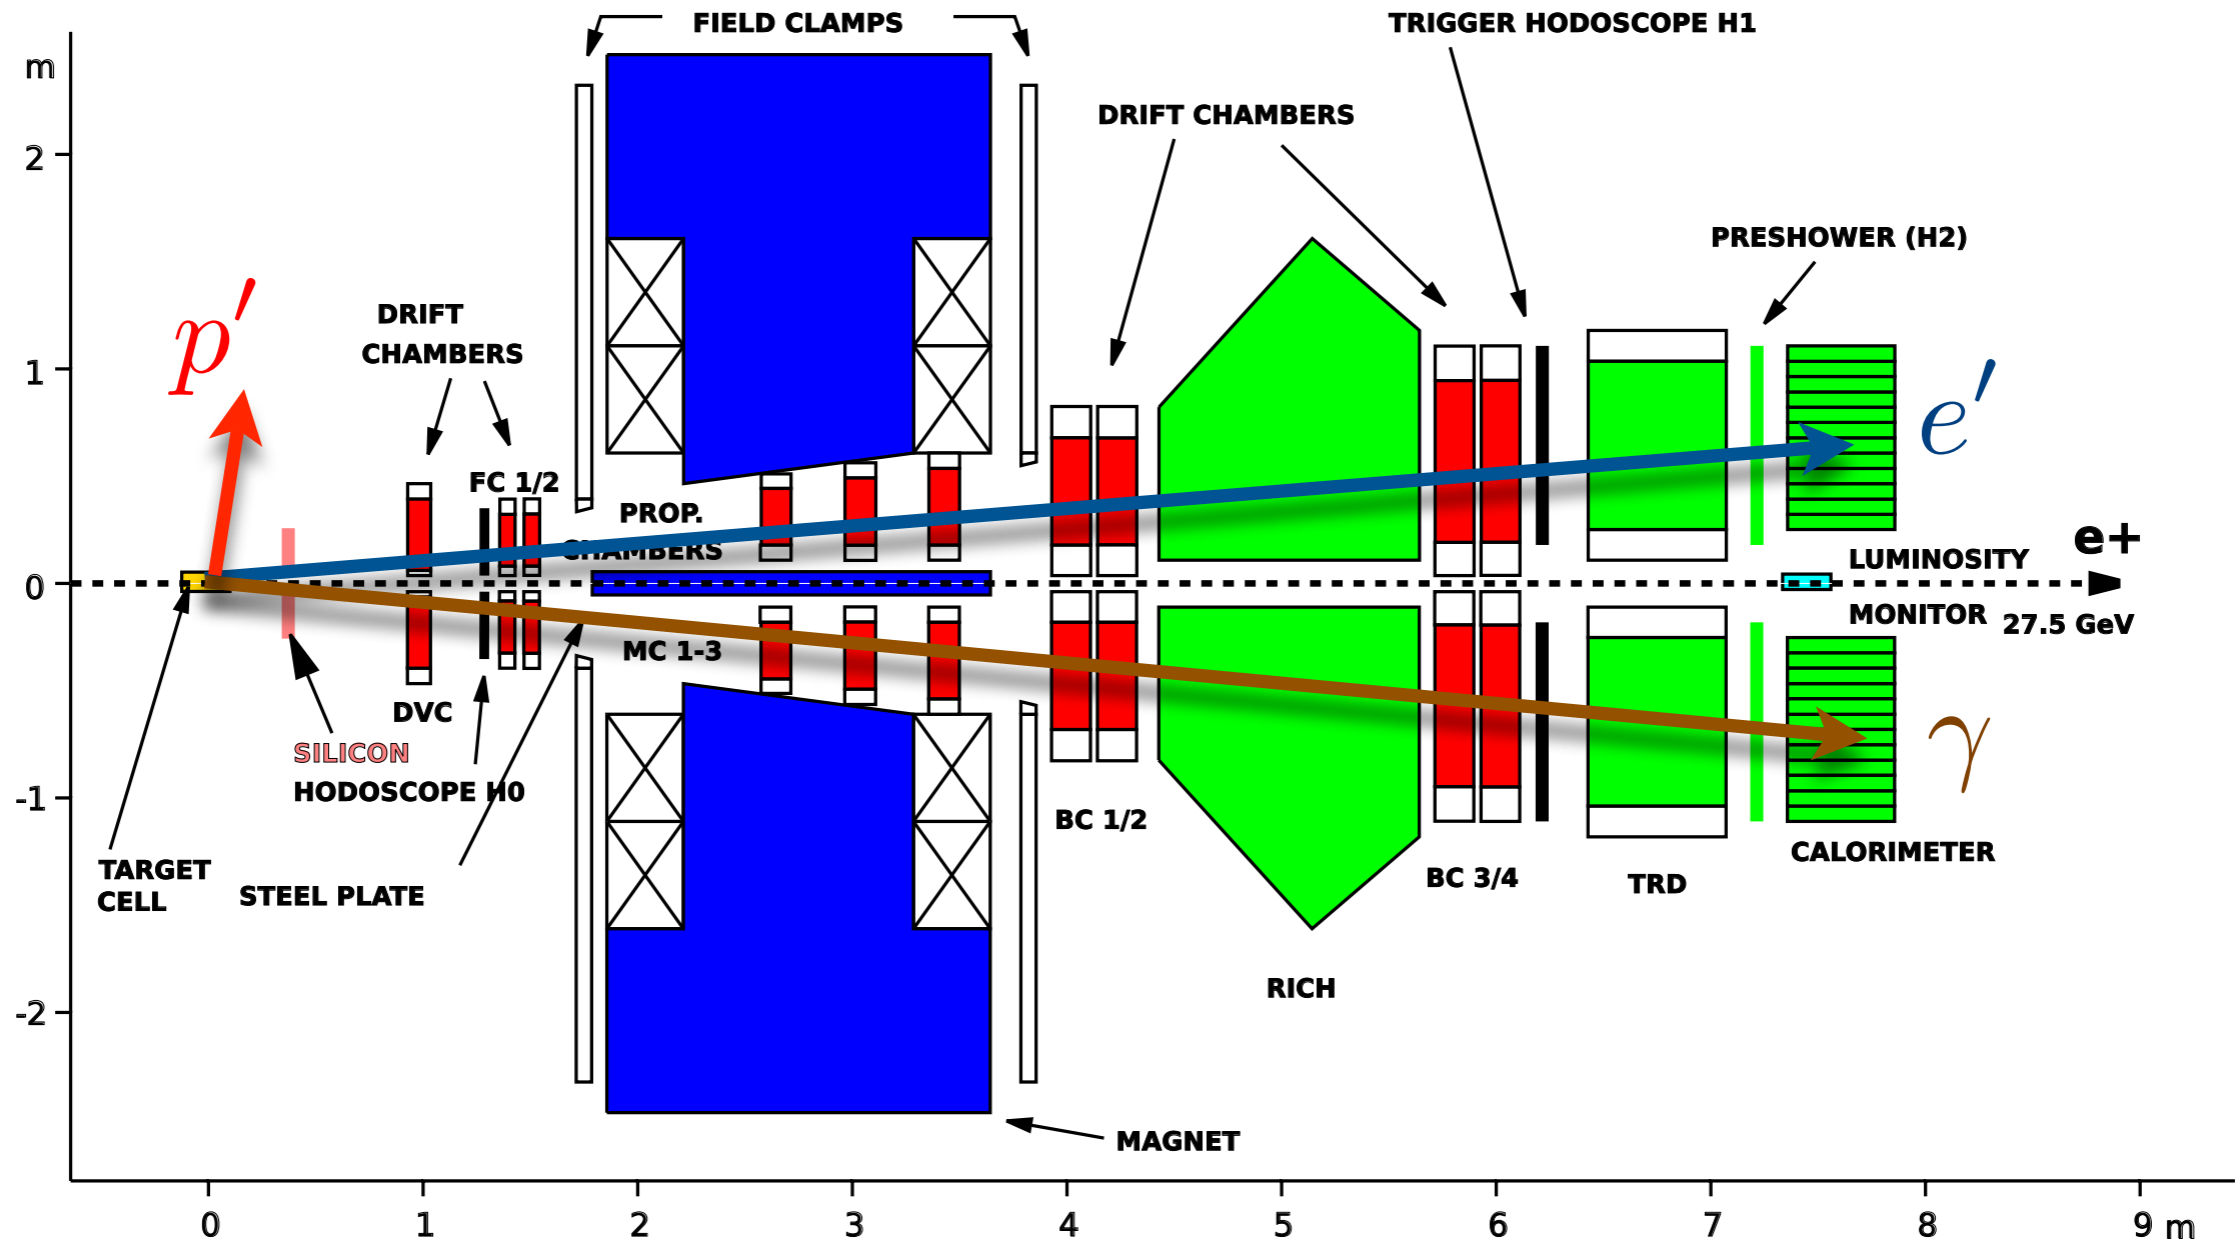 FIELD CLAMPS
TRIGGER HODOSCOPE H1
m
DRIFT CHAMBERS
2
PRESHOWER (H2)
p′
DRIFT
CHAMBERS
1
e′
FC 1/2
PROP.
CHAMBERS
e+
LUMINOSITY
0
MONITOR
27.5 GeV
MC 1-3
DVC
γ
SILICON
HODOSCOPE H0
-1
BC 1/2
CALORIMETER
TARGET
CELL
STEEL PLATE
BC 3/4
TRD
RICH
-2
MAGNET
0 1 2 3 4 5 6 7 8 9 m